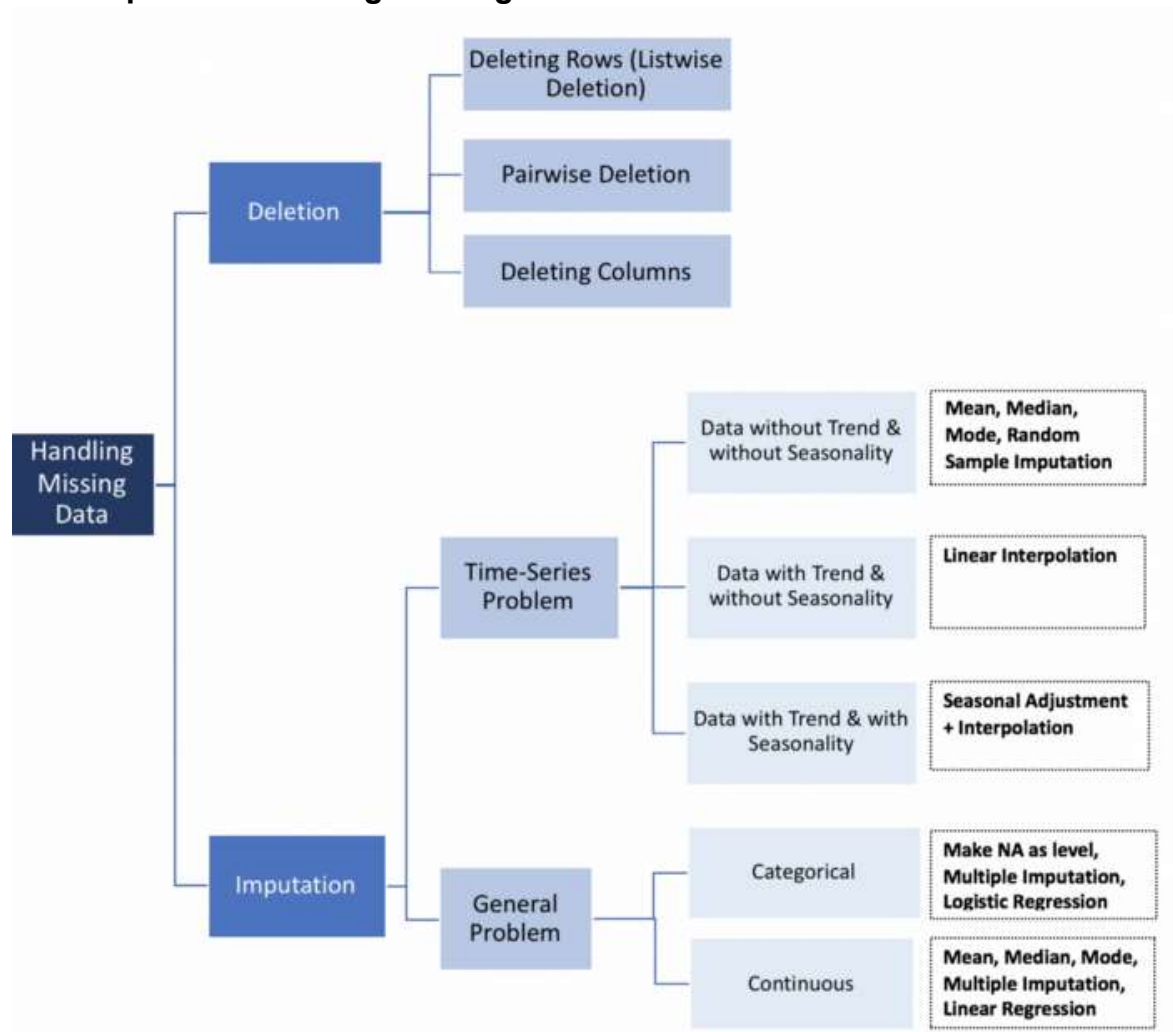 Deleting Rows (Listwise
Deletion)
Pairwise Deletion
Deletion
Deleting Columns
Handling
Missing
Data
Data without Trend &
without Seasonality
Mean, Median,
Mode, Random
Sample Imputation
Time-Series
Problem
Data with Trend &
without Seasonality
Linear Interpolation
Data with Trend & with
Seasonality
Seasonal Adjustment
+ Interpolation
Imputation
General
Problem
Categorical
Make NA as level,
Multiple Imputation,
Logistic Regression
Continuous
Mean, Median, Mode,
Multiple Imputation,
Linear Regression